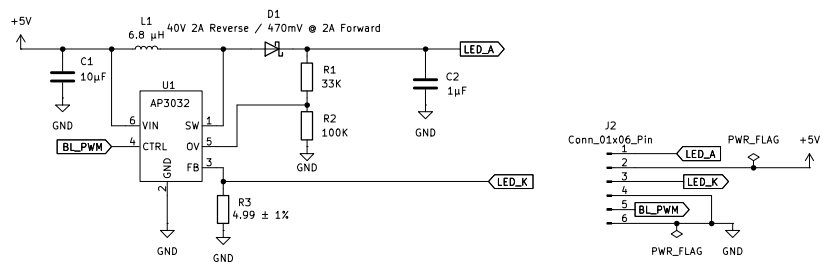 +5V
L1
6.8 µH
D1
40V 2A Reverse / 470mV @ 2A Forward
LED_A
C1
10µF
GND
U1
AP3032
6
VIN
SW
1
4
CTRL
OV
5
GND
FB
3
2
BL_PWM
R1
33K
R2
100K
GND
C2
1µF
GND
LED_K
R3
4.99 ± 1%
GND
GND
J2
Conn_01x06_Pin
PWR_FLAG
+5V
1
LED_A
2
3
LED_K
4
5
BL_PWM
6
PWR_FLAG
GND